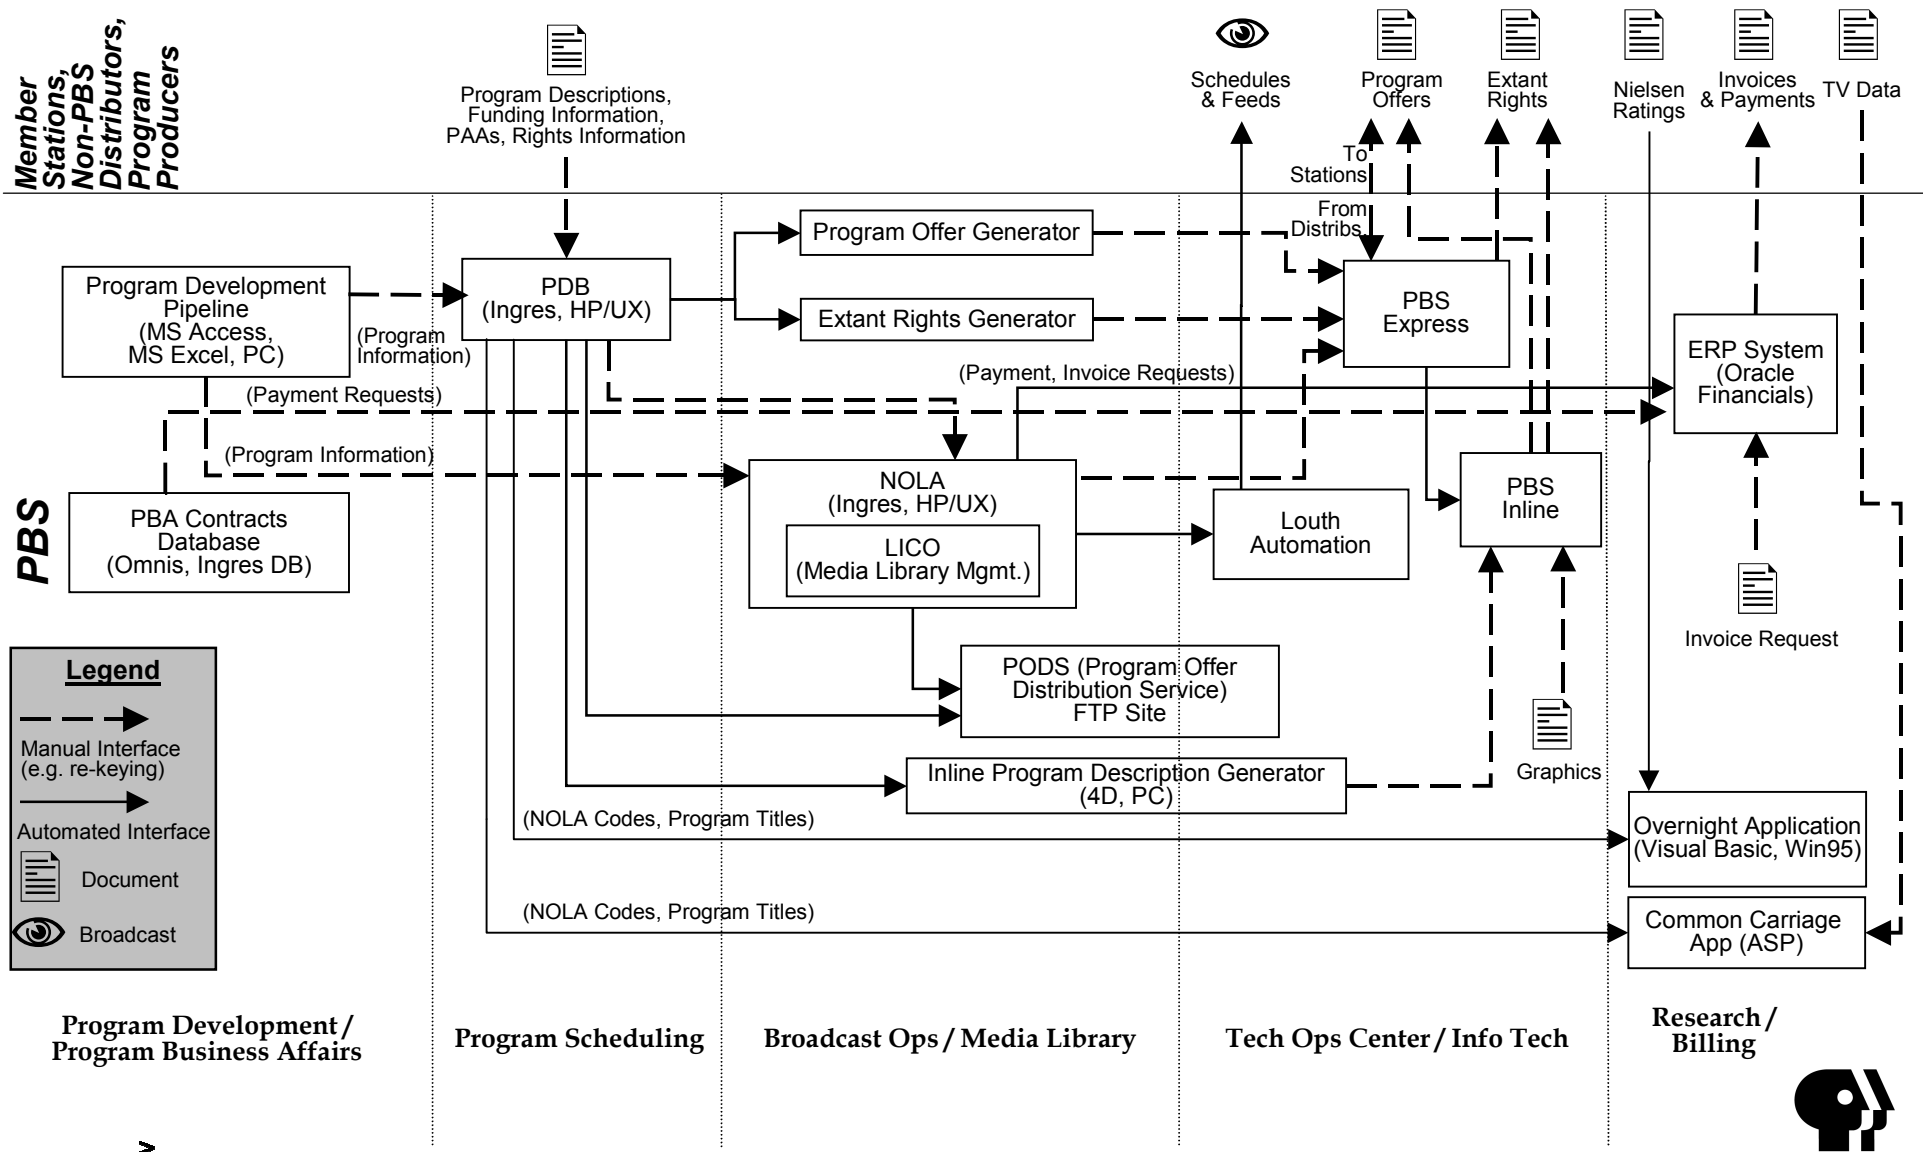 Member
Stations,
Non-PBS
Distributors,
Program
Producers
Program Descriptions,
Funding Information,
PAAs, Rights Information
Schedules
& Feeds
Program
Offers
Extant
Rights
Nielsen
Ratings
Invoices
& Payments
TV Data
To
Stations
From
Distribs.
PBS
Program Development
Pipeline
(MS Access,
MS Excel, PC)
(Program
Information)
PDB
(Ingres, HP/UX)
Program Offer Generator
Extant Rights Generator
PBS
Express
ERP System
(Oracle
Financials)
(Payment Requests)
(Payment, Invoice Requests)
(Program Information)
PBA Contracts
Database
(Omnis, Ingres DB)
NOLA
(Ingres, HP/UX)
LICO
(Media Library Mgmt.)
Louth
Automation
PBS
Inline
Invoice Request
PODS (Program Offer
Distribution Service)
FTP Site
Inline Program Description Generator
(4D, PC)
Graphics
(NOLA Codes, Program Titles)
Overnight Application
(Visual Basic, Win95)
(NOLA Codes, Program Titles)
Common Carriage
App (ASP)
Legend
Manual Interface
(e.g. re-keying)
Automated Interface
Document
Broadcast
Program Development /
Program Business Affairs
Program Scheduling
Broadcast Ops / Media Library
Tech Ops Center / Info Tech
Research /
Billing